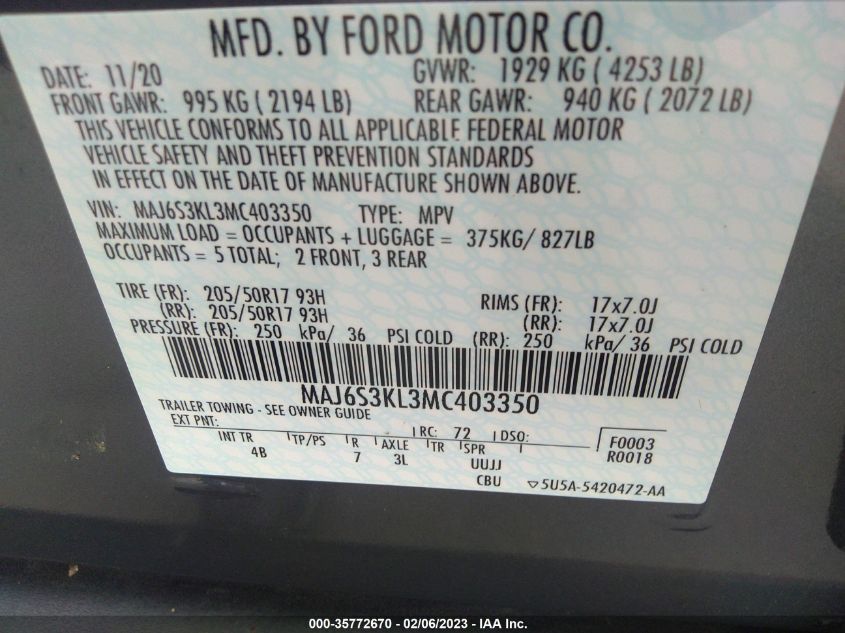 MFD. BY FORD MOTOR CO.
DATE: 11/20 GVWR: 1929 KG ( 4253 LB)
FRONT GAWR: 995 KG ( 2194 LB) REAR GAWR: 940 KG ( 2072 LB)
THIS VEHICLE CONFORMS TO ALL APPLICABLE FEDERAL MOTOR
VEHICLE SAFETY AND THEFT PREVENTION STANDARDS
IN EFFECT ON THE DATE OF MANUFACTURE SHOWN ABOVE.
VIN: MAJ6S3KL3MC403350 TYPE: MPV
MAXIMUM LOAD = OCCUPANTS + LUGGAGE = 375KG/ 827LB
OCCUPANTS = 5 TOTAL; 2 FRONT, 3 REAR
TIRE (FR): 205/50R17 93H RIMS (FR): 17x7.0J
(RR): 205/50R17 93H (RR): 17x7.0J
PRESSURE (FR): 250 kPa/ 36 PSI COLD (RR): 250 kPa/ 36 PSI COLD
MAJ6S3KL3MC403350
TRAILER TOWING - SEE OWNER GUIDE
EXT PNT: RC: 72 DSO: F0003
R0018
INT TR TP/PS R AXLE TR SPR
4B 7 3L UUJJ
CBU ▽5U5A-5420472-AA
000-35772670 - 02/06/2023 - IAA Inc.